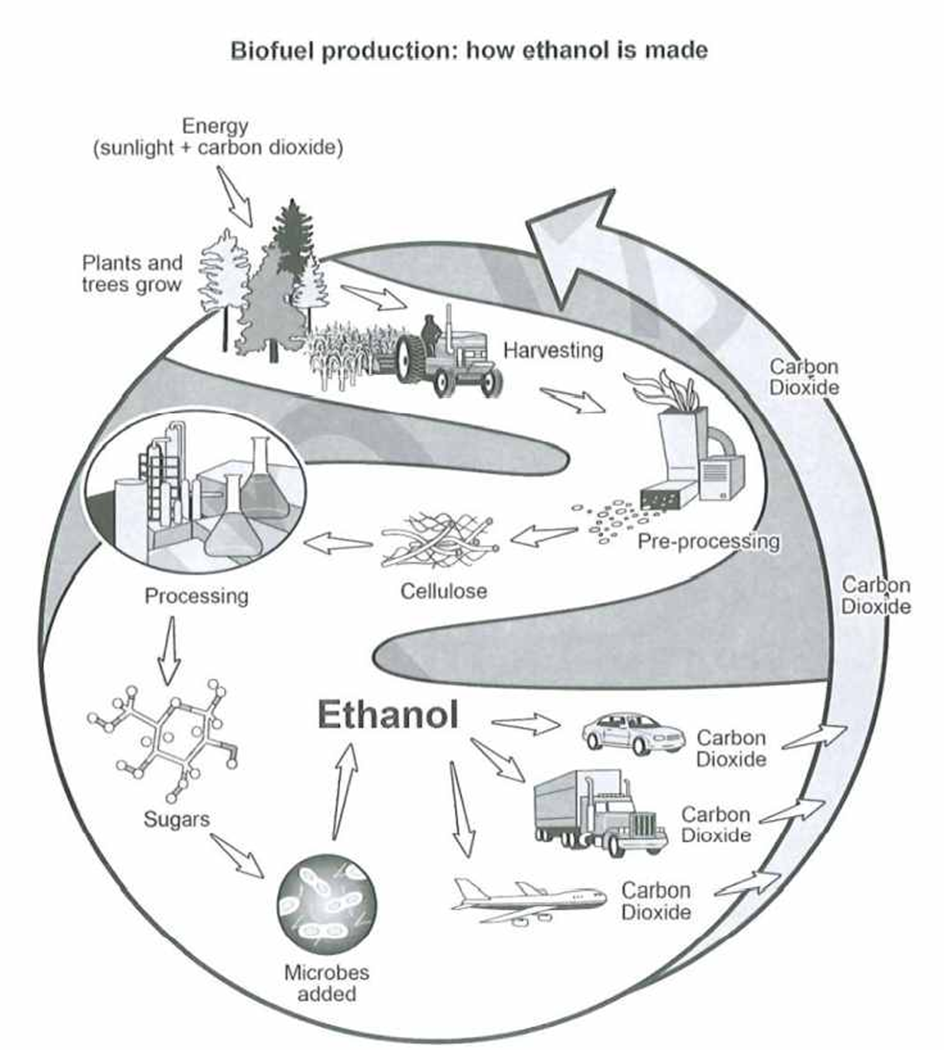 Biofuel production: how ethanol is made
Energy
(sunlight + carbon dioxide)
Plants and
trees grow
Harvesting
Carbon
Dioxide
Pre-processing
Cellulose
Processing
Carbon
Dioxide
Ethanol
Carbon
Dioxide
Sugars
Carbon
Dioxide
Carbon
Dioxide
Microbes
added